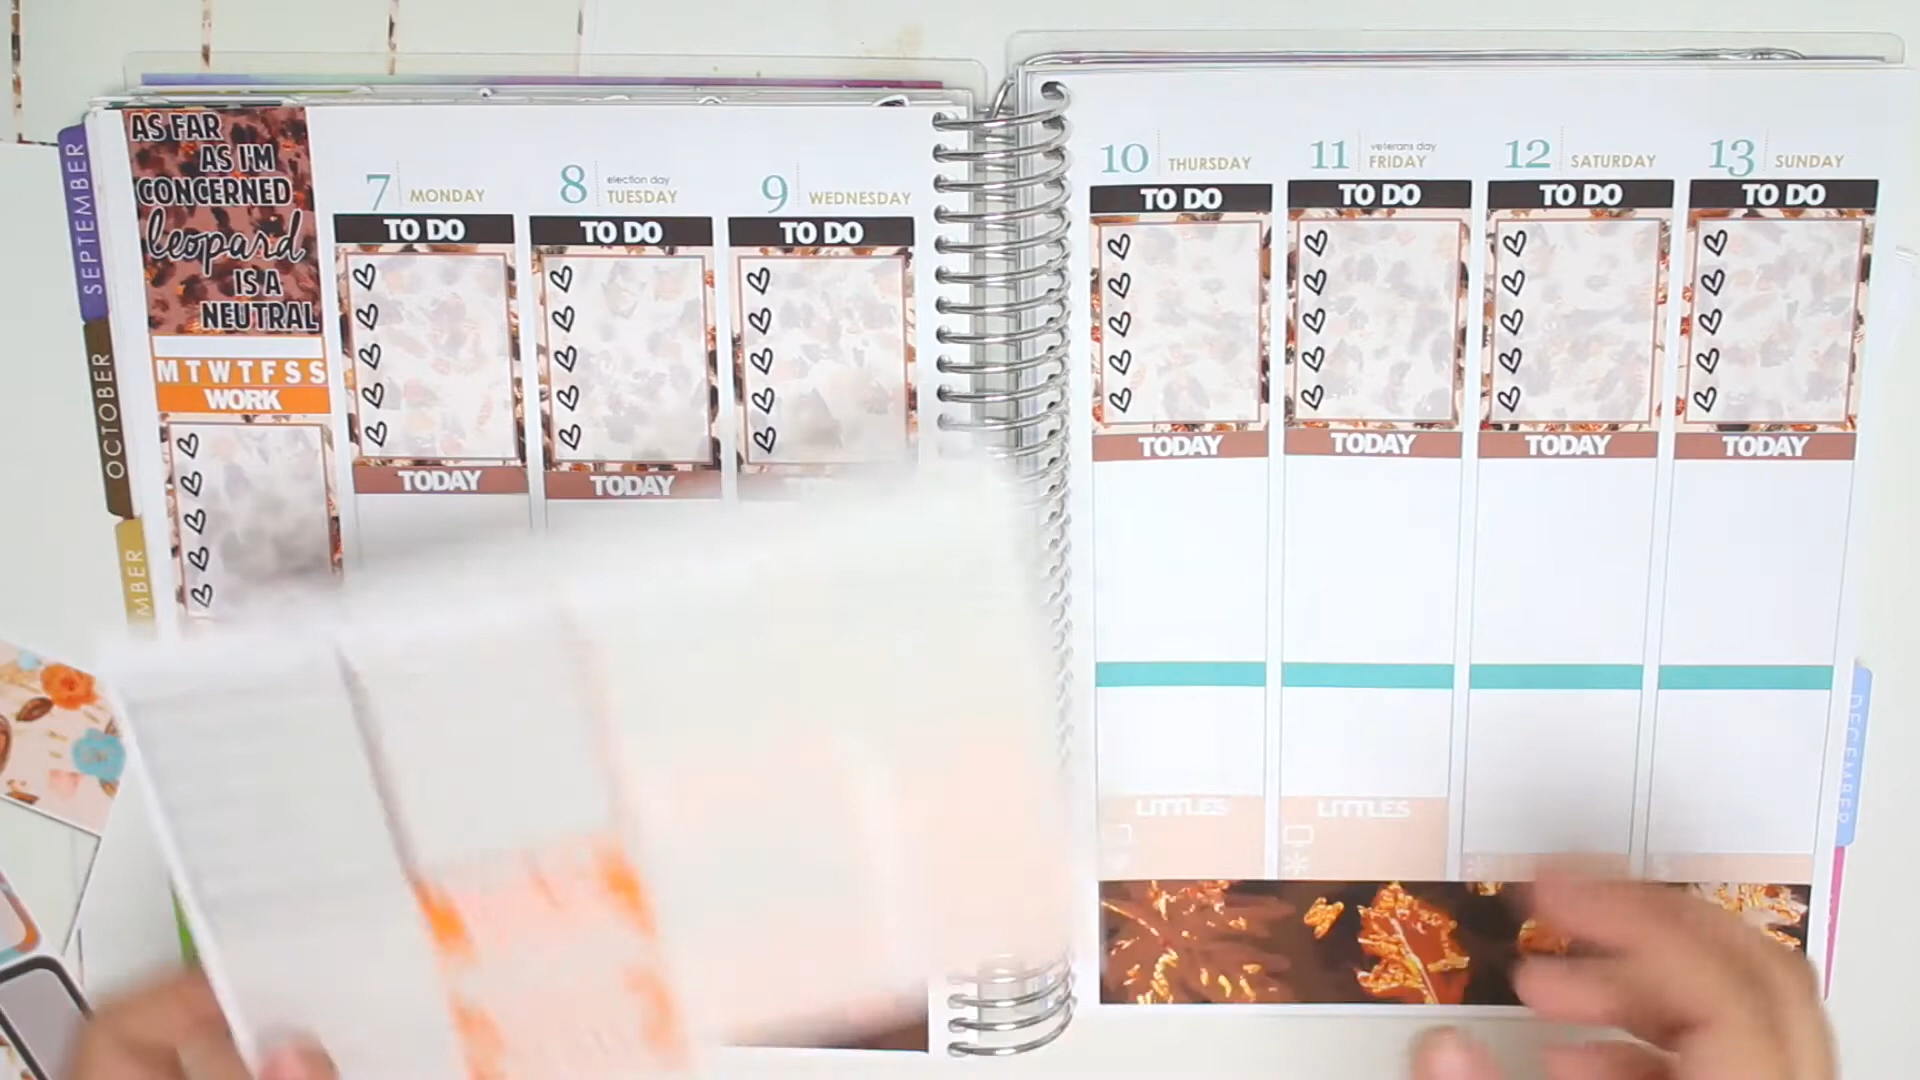 AS FAR
AS I'M
CONCERNED
leopard
IS A
NEUTRAL
M T W T F S S
WORK
SEPTEMBER
OCTOBER
MBER
7 MONDAY
TO DO
TODAY
8 election day
TUESDAY
TO DO
TODAY
9 WEDNESDAY
TO DO
10 THURSDAY
TO DO
TODAY
LITTLES
11 veterans day
FRIDAY
TO DO
TODAY
LITTLES
12 SATURDAY
TO DO
TODAY
13 SUNDAY
TO DO
TODAY
DECEMBER